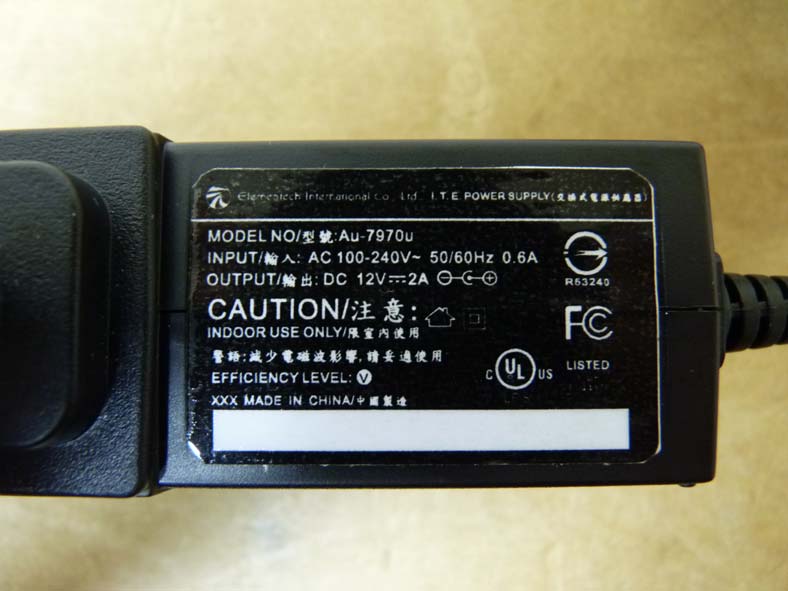 Elementech International Co., Ltd. I.T.E. POWER SUPPLY(交換式電源供應器)
MODEL NO/型號:Au-7970u
INPUT/輸入: AC 100-240V~ 50/60Hz 0.6A
OUTPUT/輸出: DC 12V⎓2A
R53240
CAUTION/注意:
INDOOR USE ONLY/限室內使用
FC
警語:減少電磁波影響,請妥適使用
C UL US
LISTED
EFFICIENCY LEVEL: V
XXX MADE IN CHINA/中國製造